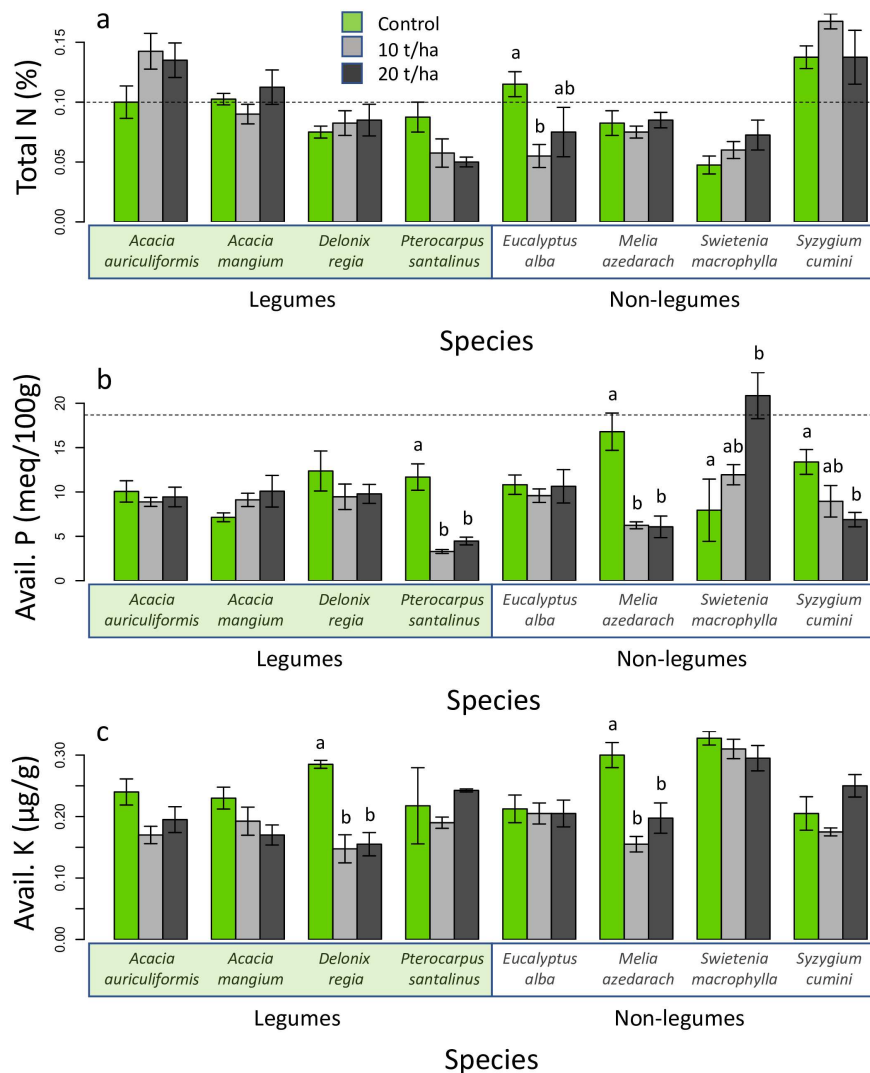 a
Control
10 t/ha
20 t/ha
Total N (%)
0.15
0.10
0.05
0.00
a
b
ab
Acacia auriculiformis
Acacia mangium
Delonix regia
Pterocarpus santalinus
Eucalyptus alba
Melia azedarach
Swietenia macrophylla
Syzygium cumini
Legumes
Non-legumes
Species
b
Avail. P (meq/100g)
20
15
10
5
0
a
b
b
a
b
b
a
ab
b
a
ab
b
Acacia auriculiformis
Acacia mangium
Delonix regia
Pterocarpus santalinus
Eucalyptus alba
Melia azedarach
Swietenia macrophylla
Syzygium cumini
Legumes
Non-legumes
Species
c
Avail. K (µg/g)
0.30
0.20
0.10
0.00
a
b
b
a
b
b
Acacia auriculiformis
Acacia mangium
Delonix regia
Pterocarpus santalinus
Eucalyptus alba
Melia azedarach
Swietenia macrophylla
Syzygium cumini
Legumes
Non-legumes
Species